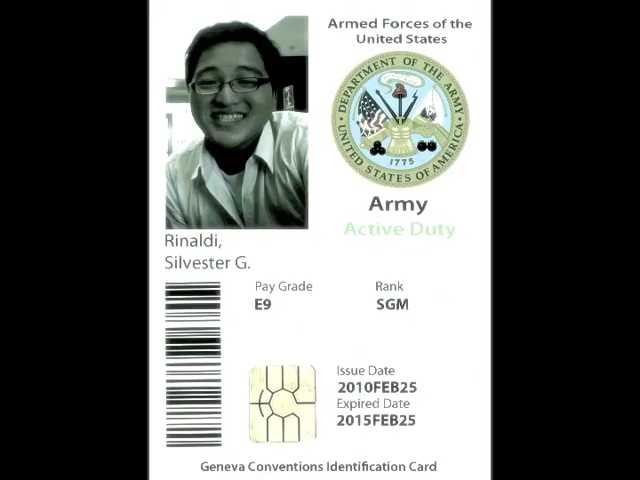 Armed Forces of the
United States
DEPARTMENT OF THE ARMY
UNITED STATES OF AMERICA
1775
Army
Active Duty
Rinaldi,
Silvester G.
Pay Grade
Rank
E9
SGM
Issue Date
2010FEB25
Expired Date
2015FEB25
Geneva Conventions Identification Card